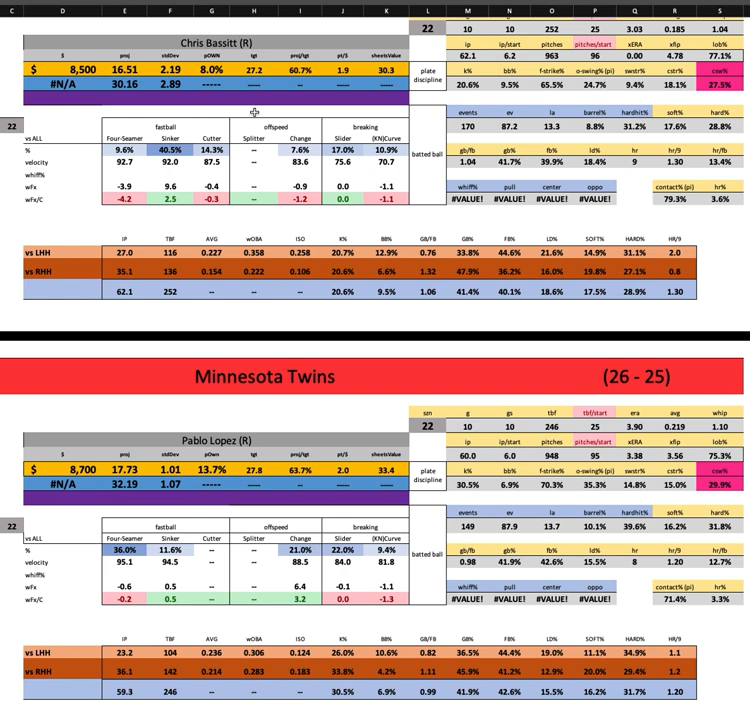 C D E F G H I J K L M N O P Q R S
22 10 10 252 25 3.03 0.185 1.04
Chris Bassitt (R) ip ip/start pitches pitches/start xERA xfip lob%
62.1 6.2 963 96 0.00 4.78 77.1%
$ proj stdDev pOWN tgt proj/tgt pt/$ sheetsValue
$ 8,500 16.51 2.19 8.0% 27.2 60.7% 1.9 30.3 plate discipline k% bb% f-strike% o-swing% (pi) swstr% cstr% csw%
#N/A 30.16 2.89 ----- ----- --- --- ----- 20.6% 9.5% 65.5% 24.7% 9.4% 18.1% 27.5%
events ev la barrel% hardhit% soft% hard%
22 fastball offspeed breaking 170 87.2 13.3 8.8% 31.2% 17.6% 28.8%
vs ALL Four-Seamer Sinker Cutter Splitter Change Slider (KN)Curve
% 9.6% 40.5% 14.3% -- 7.6% 17.0% 10.9% batted ball gb/fb gb% fb% ld% hr hr/9 hr/fb
velocity 92.7 92.0 87.5 83.6 75.6 70.7 1.04 41.7% 39.9% 18.4% 9 1.30 13.4%
whiff%
wFx -3.9 9.6 -0.4 -- -0.9 0.0 -1.1 whiff% pull center oppo contact% (pi) hr%
wFx/C -4.2 2.5 -0.3 -- -1.2 0.0 -1.1 #VALUE! #VALUE! #VALUE! #VALUE! 79.3% 3.6%
IP TBF AVG wOBA ISO K% BB% GB/FB GB% FB% LD% SOFT% HARD% HR/9
vs LHH 27.0 116 0.227 0.358 0.258 20.7% 12.9% 0.76 33.8% 44.6% 21.6% 14.9% 31.1% 2.0
vs RHH 35.1 136 0.154 0.222 0.106 20.6% 6.6% 1.32 47.9% 36.2% 16.0% 19.8% 27.1% 0.8
62.1 252 -- -- 20.6% 9.5% 1.06 41.4% 40.1% 18.6% 17.5% 28.9% 1.30
Minnesota Twins (26 - 25)
szn g gs tbf tbf/start era avg whip
22 10 10 246 25 3.90 0.219 1.10
Pablo Lopez (R) ip ip/start pitches pitches/start xERA xfip lob%
$ proj stdDev pOwn tgt proj/tgt pt/$ sheetsValue 60.0 6.0 948 95 3.38 3.56 75.3%
$ 8,700 17.73 1.01 13.7% 27.8 63.7% 2.0 33.4 plate discipline k% bb% f-strike% o-swing% (pi) swstr% cstr% csw%
#N/A 32.19 1.07 ----- ----- --- --- ----- 30.5% 6.9% 70.3% 35.3% 14.8% 15.0% 29.9%
events ev la barrel% hardhit% soft% hard%
22 fastball offspeed breaking 149 87.9 13.7 10.1% 39.6% 16.2% 31.8%
vs ALL Four-Seamer Sinker Cutter Splitter Change Slider (KN)Curve
% 36.0% 11.6% -- -- 21.0% 22.0% 9.4% batted ball gb/fb gb% fb% ld% hr hr/9 hr/fb
velocity 95.1 94.5 88.5 84.0 81.8 0.98 41.9% 42.6% 15.5% 8 1.20 12.7%
whiff%
wFx -0.6 0.5 6.4 -0.1 -1.1 whiff% pull center oppo contact% (pi) hr%
wFx/C -0.2 0.5 -- -- 3.2 0.0 -1.3 #VALUE! #VALUE! #VALUE! #VALUE! 71.4% 3.3%
IP TBF AVG wOBA ISO K% BB% GB/FB GB% FB% LD% SOFT% HARD% HR/9
vs LHH 23.2 104 0.236 0.306 0.124 26.0% 10.6% 0.82 36.5% 44.4% 19.0% 11.1% 34.9% 1.1
vs RHH 36.1 142 0.214 0.283 0.183 33.8% 4.2% 1.11 45.9% 41.2% 12.9% 20.0% 29.4% 1.2
59.3 246 -- -- 30.5% 6.9% 0.99 41.9% 42.6% 15.5% 16.2% 31.7% 1.20